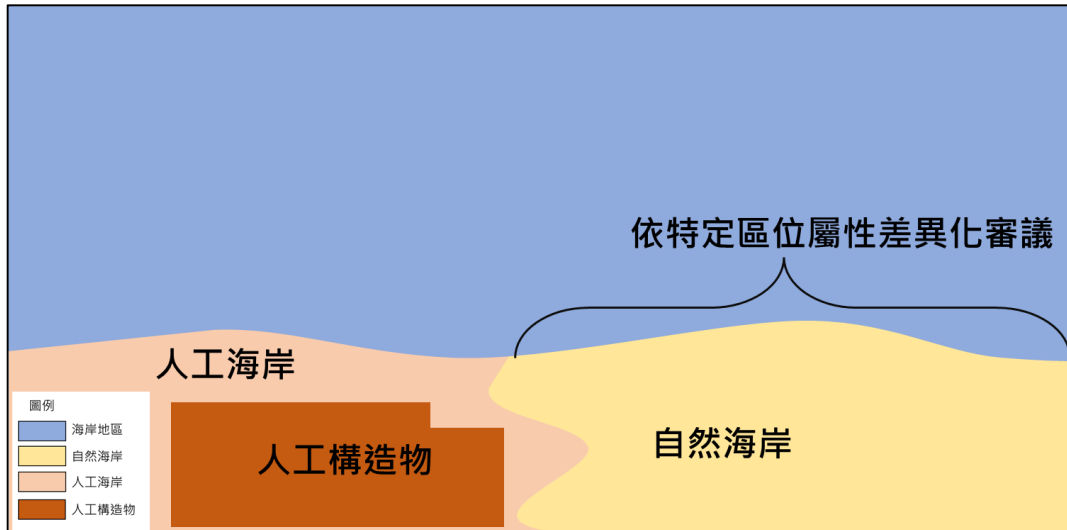 依特定區位屬性差異化審議
人工海岸
人工構造物
自然海岸
圖例
海岸地區
自然海岸
人工海岸
人工構造物